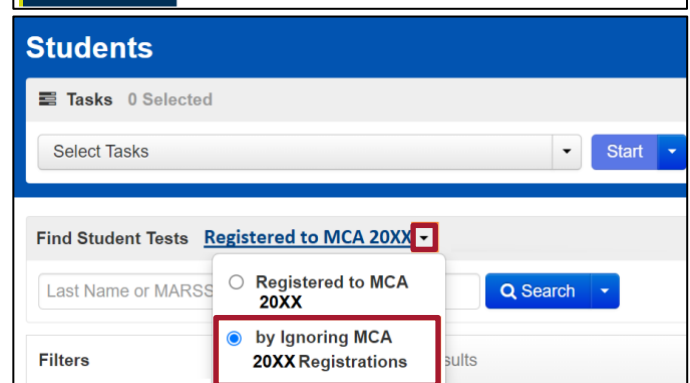 Students
Tasks 0 Selected
Select Tasks
Start
Find Student Tests Registered to MCA 20XX
Last Name or MARSS
Registered to MCA
20XX
Search
by Ignoring MCA
20XX Registrations
Filters